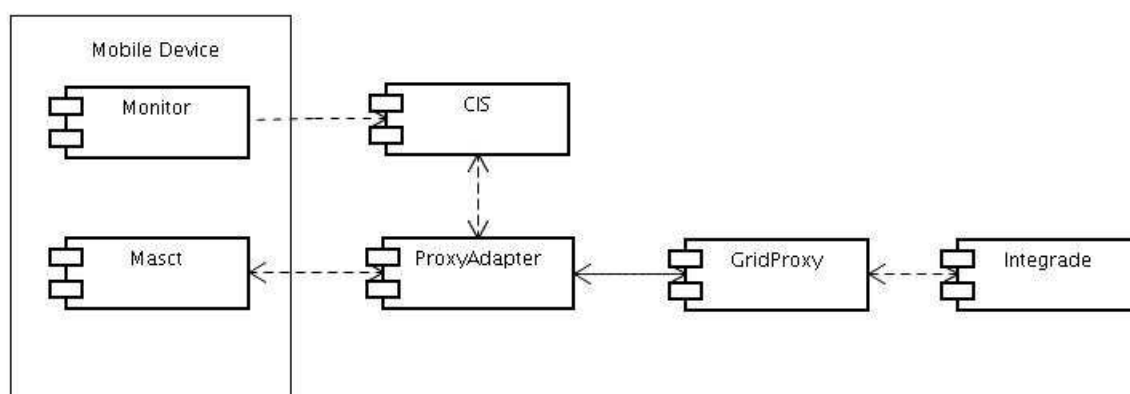 Mobile Device
Monitor
CIS
Masct
ProxyAdapter
GridProxy
Integrade